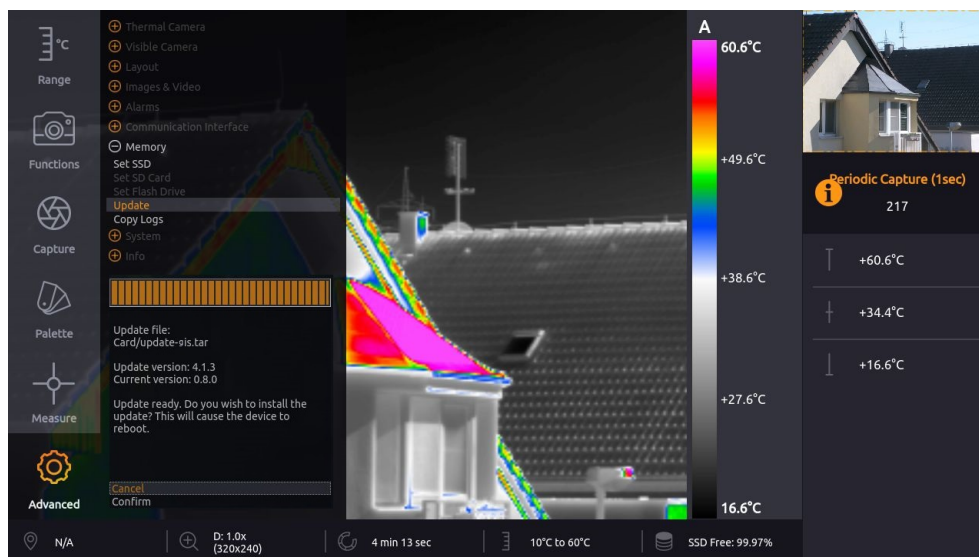 °C
Range
Functions
Capture
Palette
Measure
Advanced
Thermal Camera
Visible Camera
Layout
Images & Video
Alarms
Communication Interface
Memory
Set SSD
Set SD Card
Set Flash Drive
Update
Copy Logs
System
Info
Update file:
Card/update-gis.tar
Update version: 4.1.3
Current version: 0.8.0
Update ready. Do you wish to install the
update? This will cause the device to
reboot.
Cancel
Confirm
A
60.6°C
+49.6°C
+38.6°C
+27.6°C
16.6°C
Periodic Capture (1sec)
217
+60.6°C
+34.4°C
+16.6°C
N/A
D: 1.0x
(320x240)
4 min 13 sec
10°C to 60°C
SSD Free: 99.97%